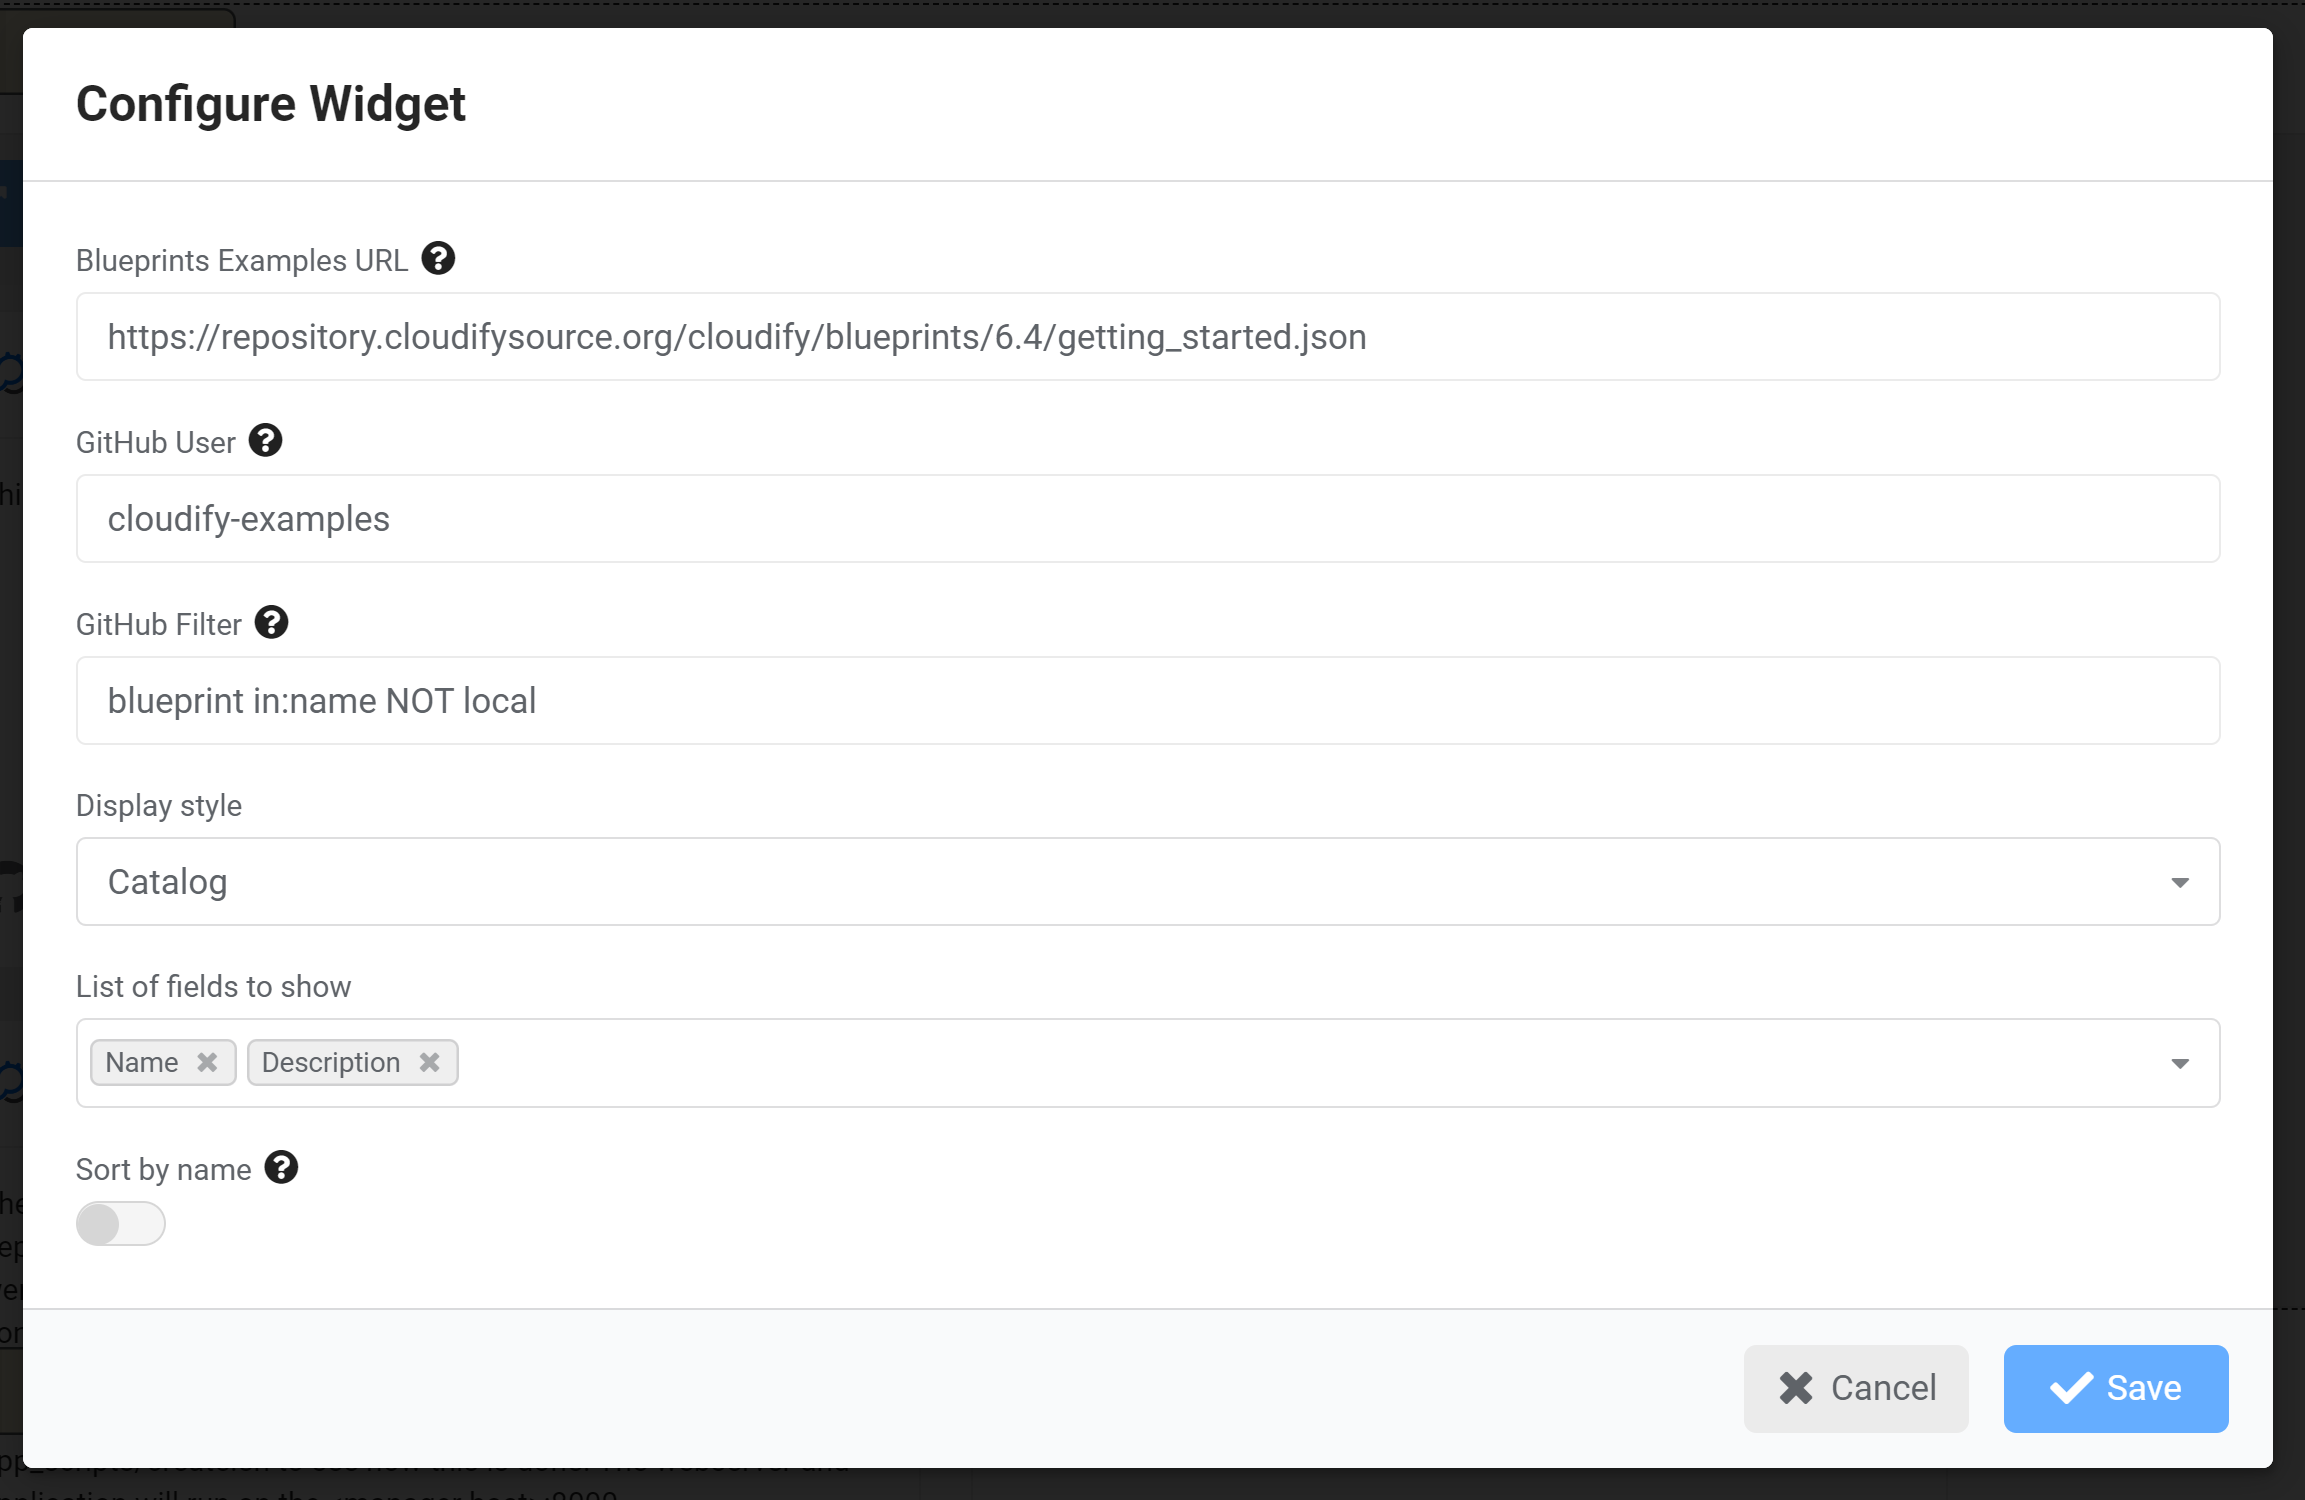 Configure Widget
Blueprints Examples URL
https://repository.cloudifysource.org/cloudify/blueprints/6.4/getting_started.json
GitHub User
cloudify-examples
GitHub Filter
blueprint in:name NOT local
Display style
Catalog
List of fields to show
Name Description
Sort by name
Cancel Save